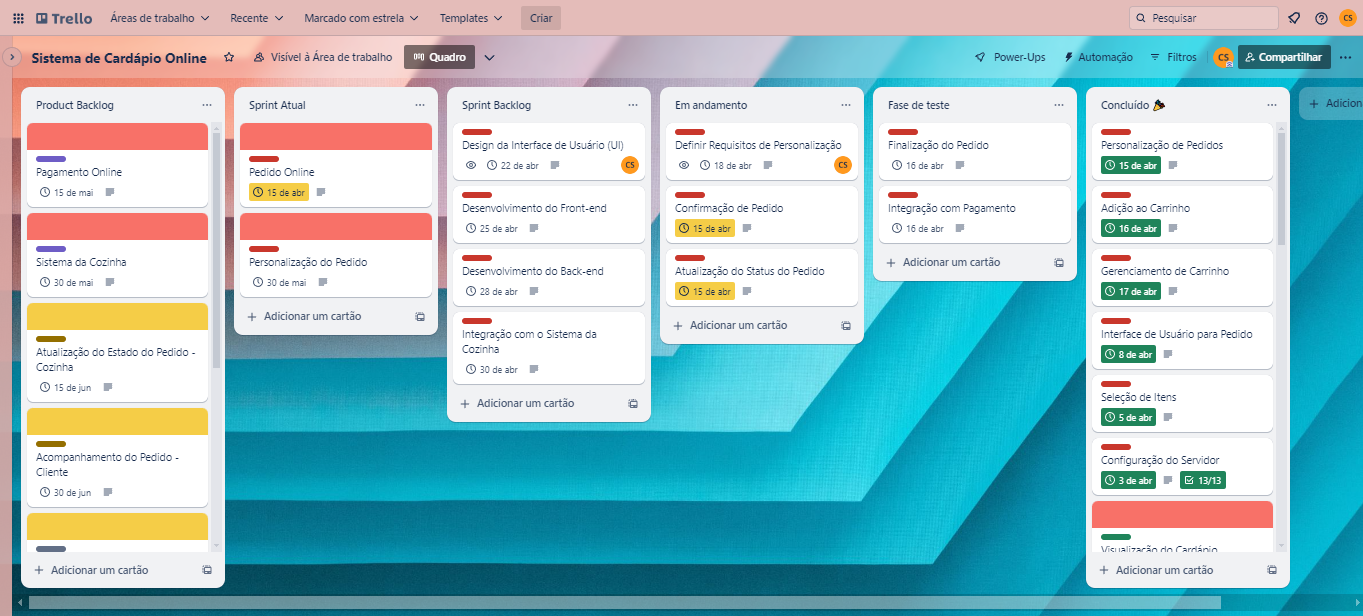 Trello
Áreas de trabalho
Recente
Marcado com estrela
Templates
Criar
Pesquisar
CS
Sistema de Cardápio Online
Visível à Área de trabalho
Quadro
Power-Ups
Automação
Filtros
CS
Compartilhar
Product Backlog
Pagamento Online
15 de mai
Sistema da Cozinha
30 de mai
Atualização do Estado do Pedido -
Cozinha
15 de jun
Acompanhamento do Pedido -
Cliente
30 de jun
Adicionar um cartão
Sprint Atual
Pedido Online
15 de abr
Personalização do Pedido
30 de mai
Adicionar um cartão
Sprint Backlog
Design da Interface de Usuário (UI)
22 de abr
CS
Desenvolvimento do Front-end
25 de abr
Desenvolvimento do Back-end
28 de abr
Integração com o Sistema da
Cozinha
30 de abr
Adicionar um cartão
Em andamento
Definir Requisitos de Personalização
18 de abr
CS
Confirmação de Pedido
15 de abr
Atualização do Status do Pedido
15 de abr
Adicionar um cartão
Fase de teste
Finalização do Pedido
16 de abr
Integração com Pagamento
16 de abr
Adicionar um cartão
Concluído
Personalização de Pedidos
15 de abr
Adição ao Carrinho
16 de abr
Gerenciamento de Carrinho
17 de abr
Interface de Usuário para Pedido
8 de abr
Seleção de Itens
5 de abr
Configuração do Servidor
3 de abr
13/13
Visualização do Cardápio
Adicionar um cartão
Adicion